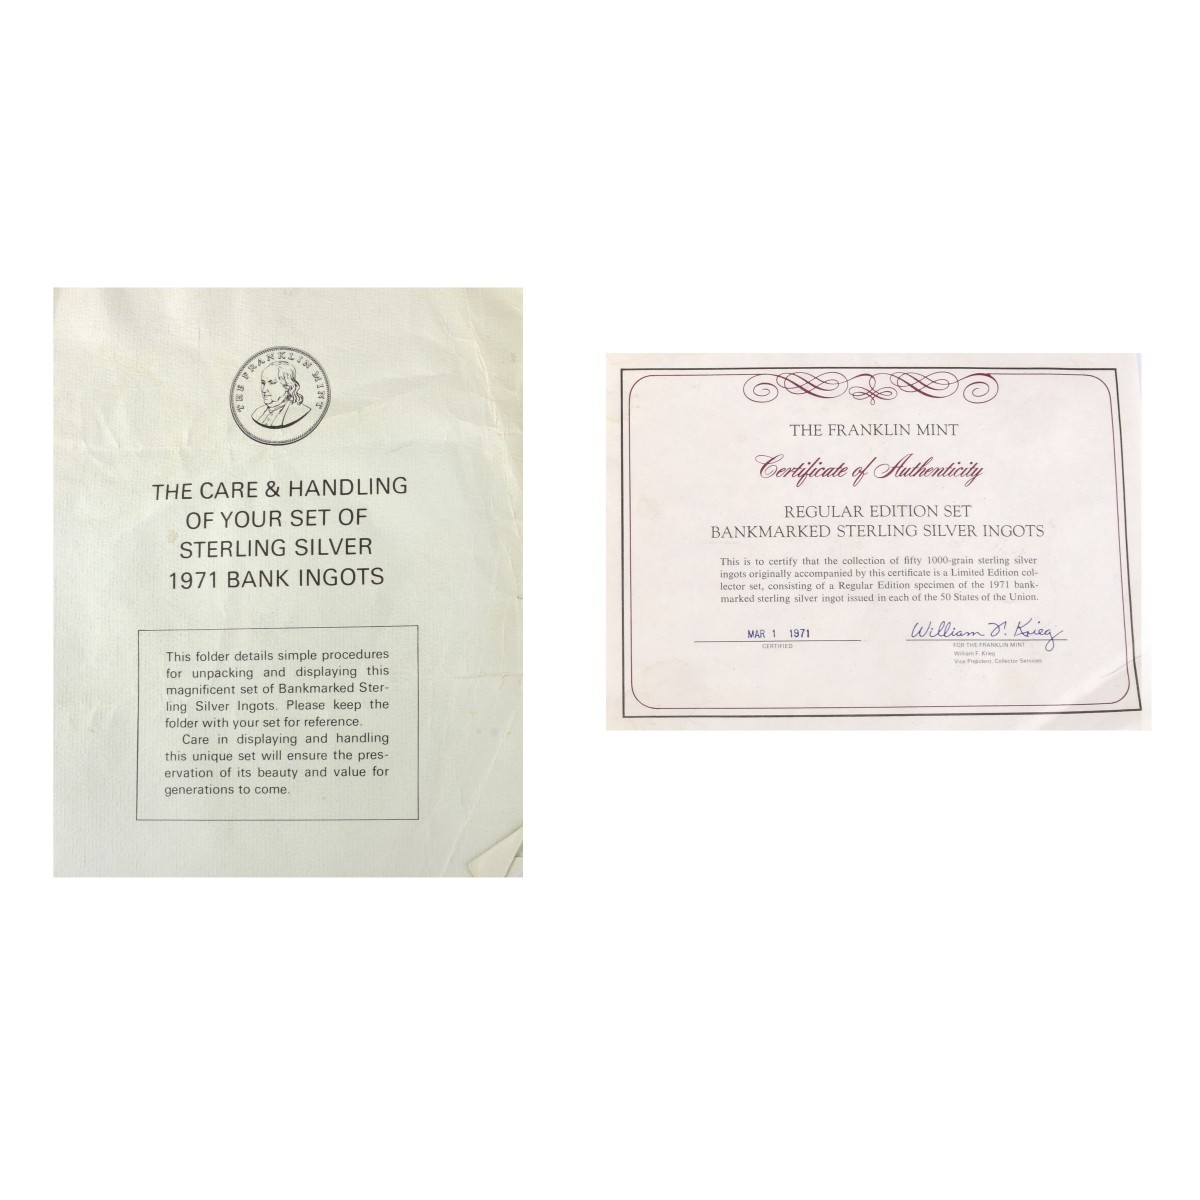 THE FRANKLIN MINT
THE CARE & HANDLING
OF YOUR SET OF
STERLING SILVER
1971 BANK INGOTS
This folder details simple procedures
for unpacking and displaying this
magnificent set of Bankmarked Ster-
ling Silver Ingots. Please keep the
folder with your set for reference.
Care in displaying and handling
this unique set will ensure the pres-
ervation of its beauty and value for
generations to come.
THE FRANKLIN MINT
Certificate of Authenticity
REGULAR EDITION SET
BANKMARKED STERLING SILVER INGOTS
This is to certify that the collection of fifty 1000-grain sterling silver
ingots originally accompanied by this certificate is a Limited Edition col-
lector set, consisting of a Regular Edition specimen of the 1971 bank-
marked sterling silver ingot issued in each of the 50 States of the Union.
MAR 1 1971
CERTIFIED
William F. Krieg
FOR THE FRANKLIN MINT
William F. Krieg
Vice President, Collector Services